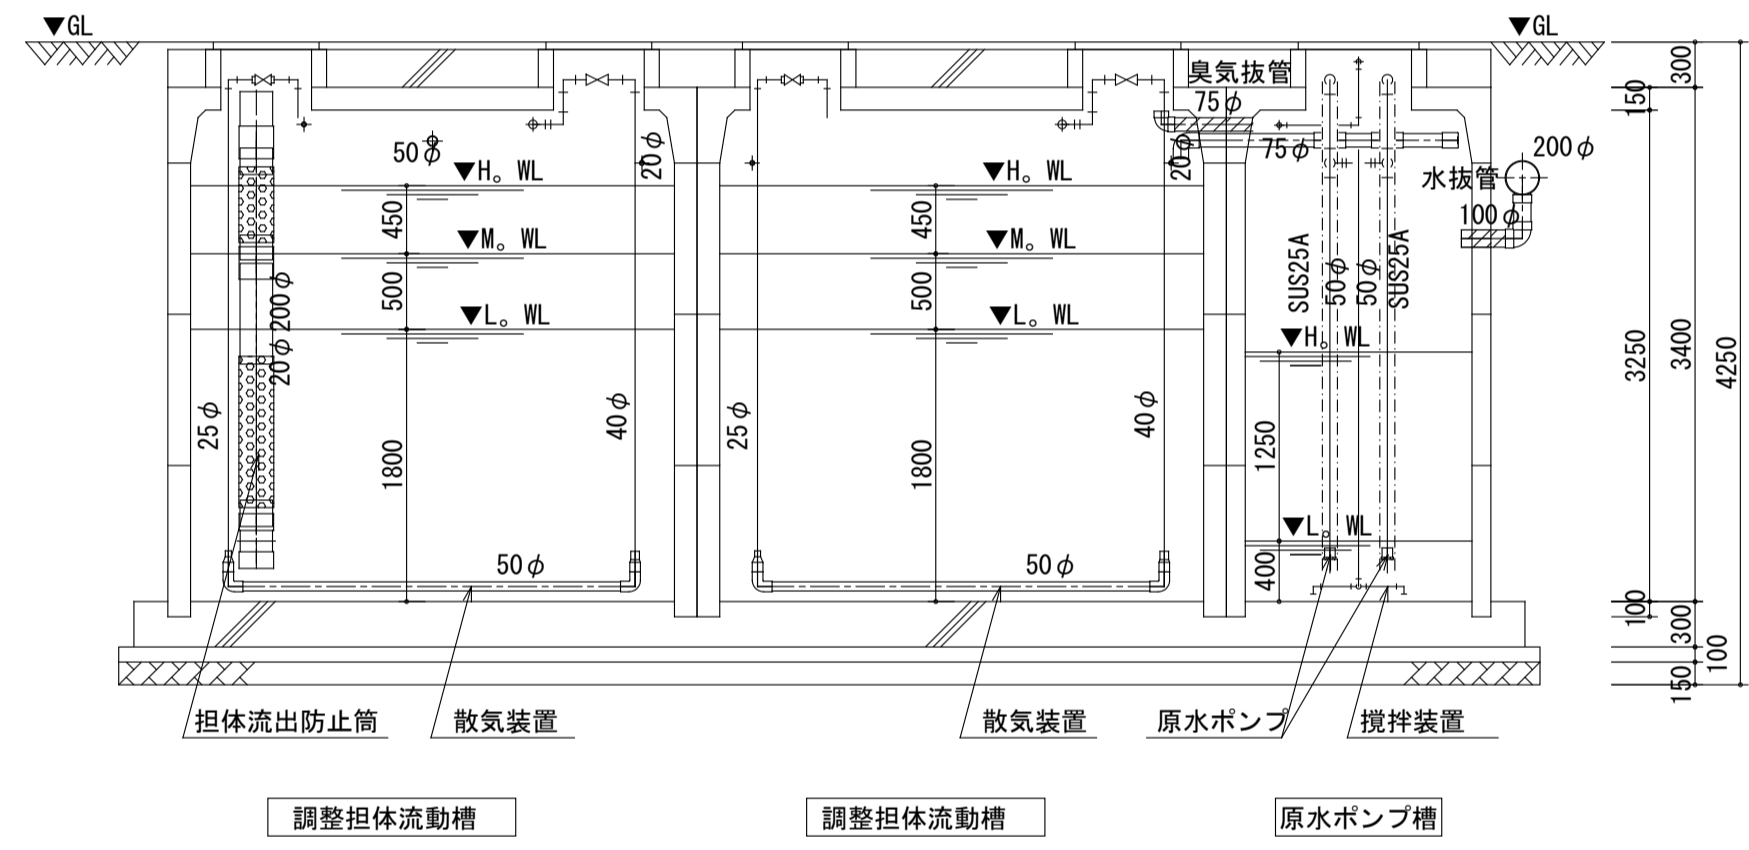 ▼GL
▼GL
臭気抜管
75φ
75φ
200φ
水抜管
100φ
50φ
20φ
20φ
▼H。WL
▼H。WL
450
450
▼M。WL
▼M。WL
500
500
▼L。WL
▼L。WL
200φ
20φ
25φ
40φ
25φ
40φ
1800
1800
50φ
50φ
SUS25A
50φ
50φ
SUS25A
▼H。WL
1250
▼L。WL
400
300
150
3250
3400
4250
100
300
100
150
担体流出防止筒
散気装置
散気装置
原水ポンプ
撹拌装置
調整担体流動槽
調整担体流動槽
原水ポンプ槽